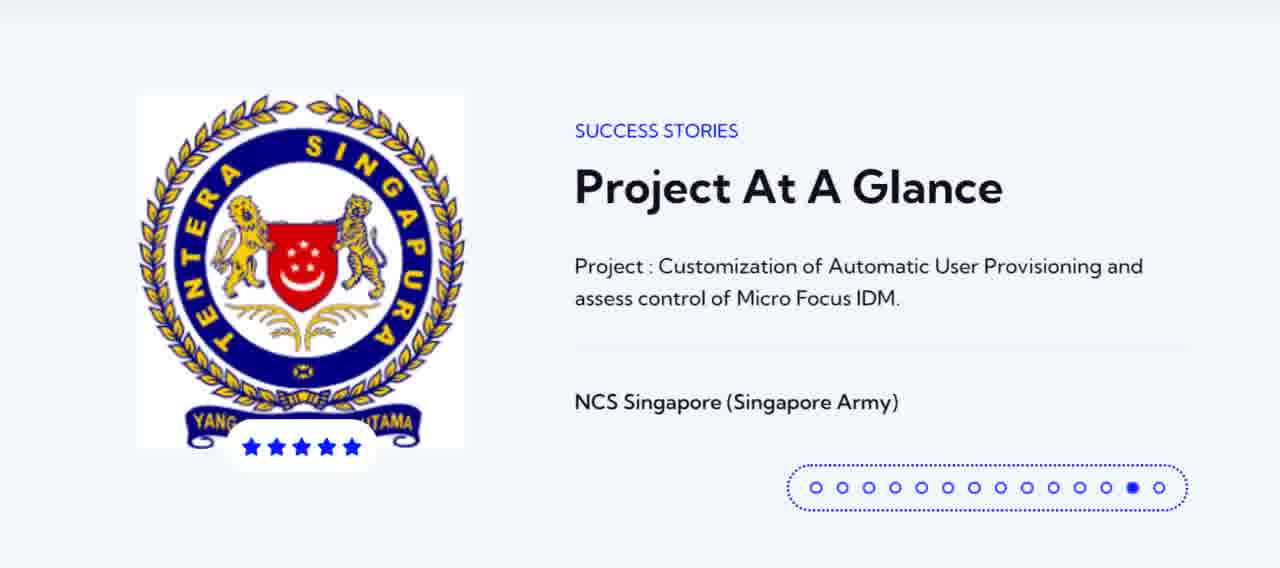 TENTERA SINGAPURA
YANG UTAMA
SUCCESS STORIES
Project At A Glance
Project : Customization of Automatic User Provisioning and
assess control of Micro Focus IDM.
NCS Singapore (Singapore Army)